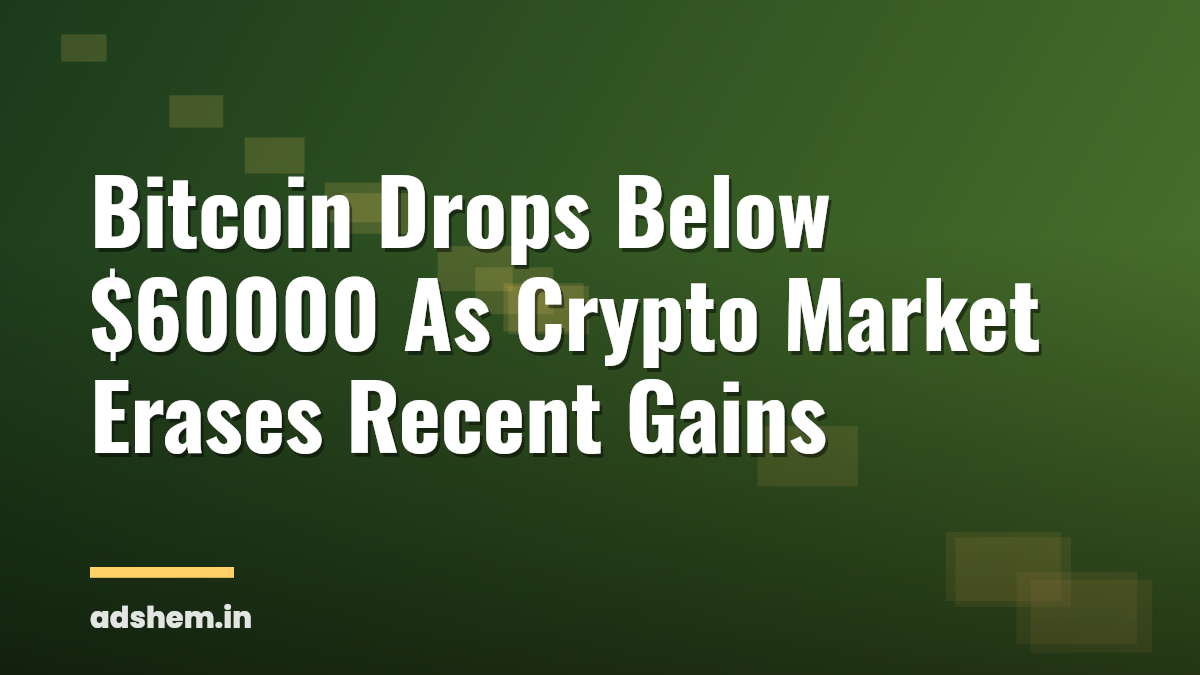 Bitcoin Drops Below
$60000 As Crypto Market
Erases Recent Gains
adshem.in